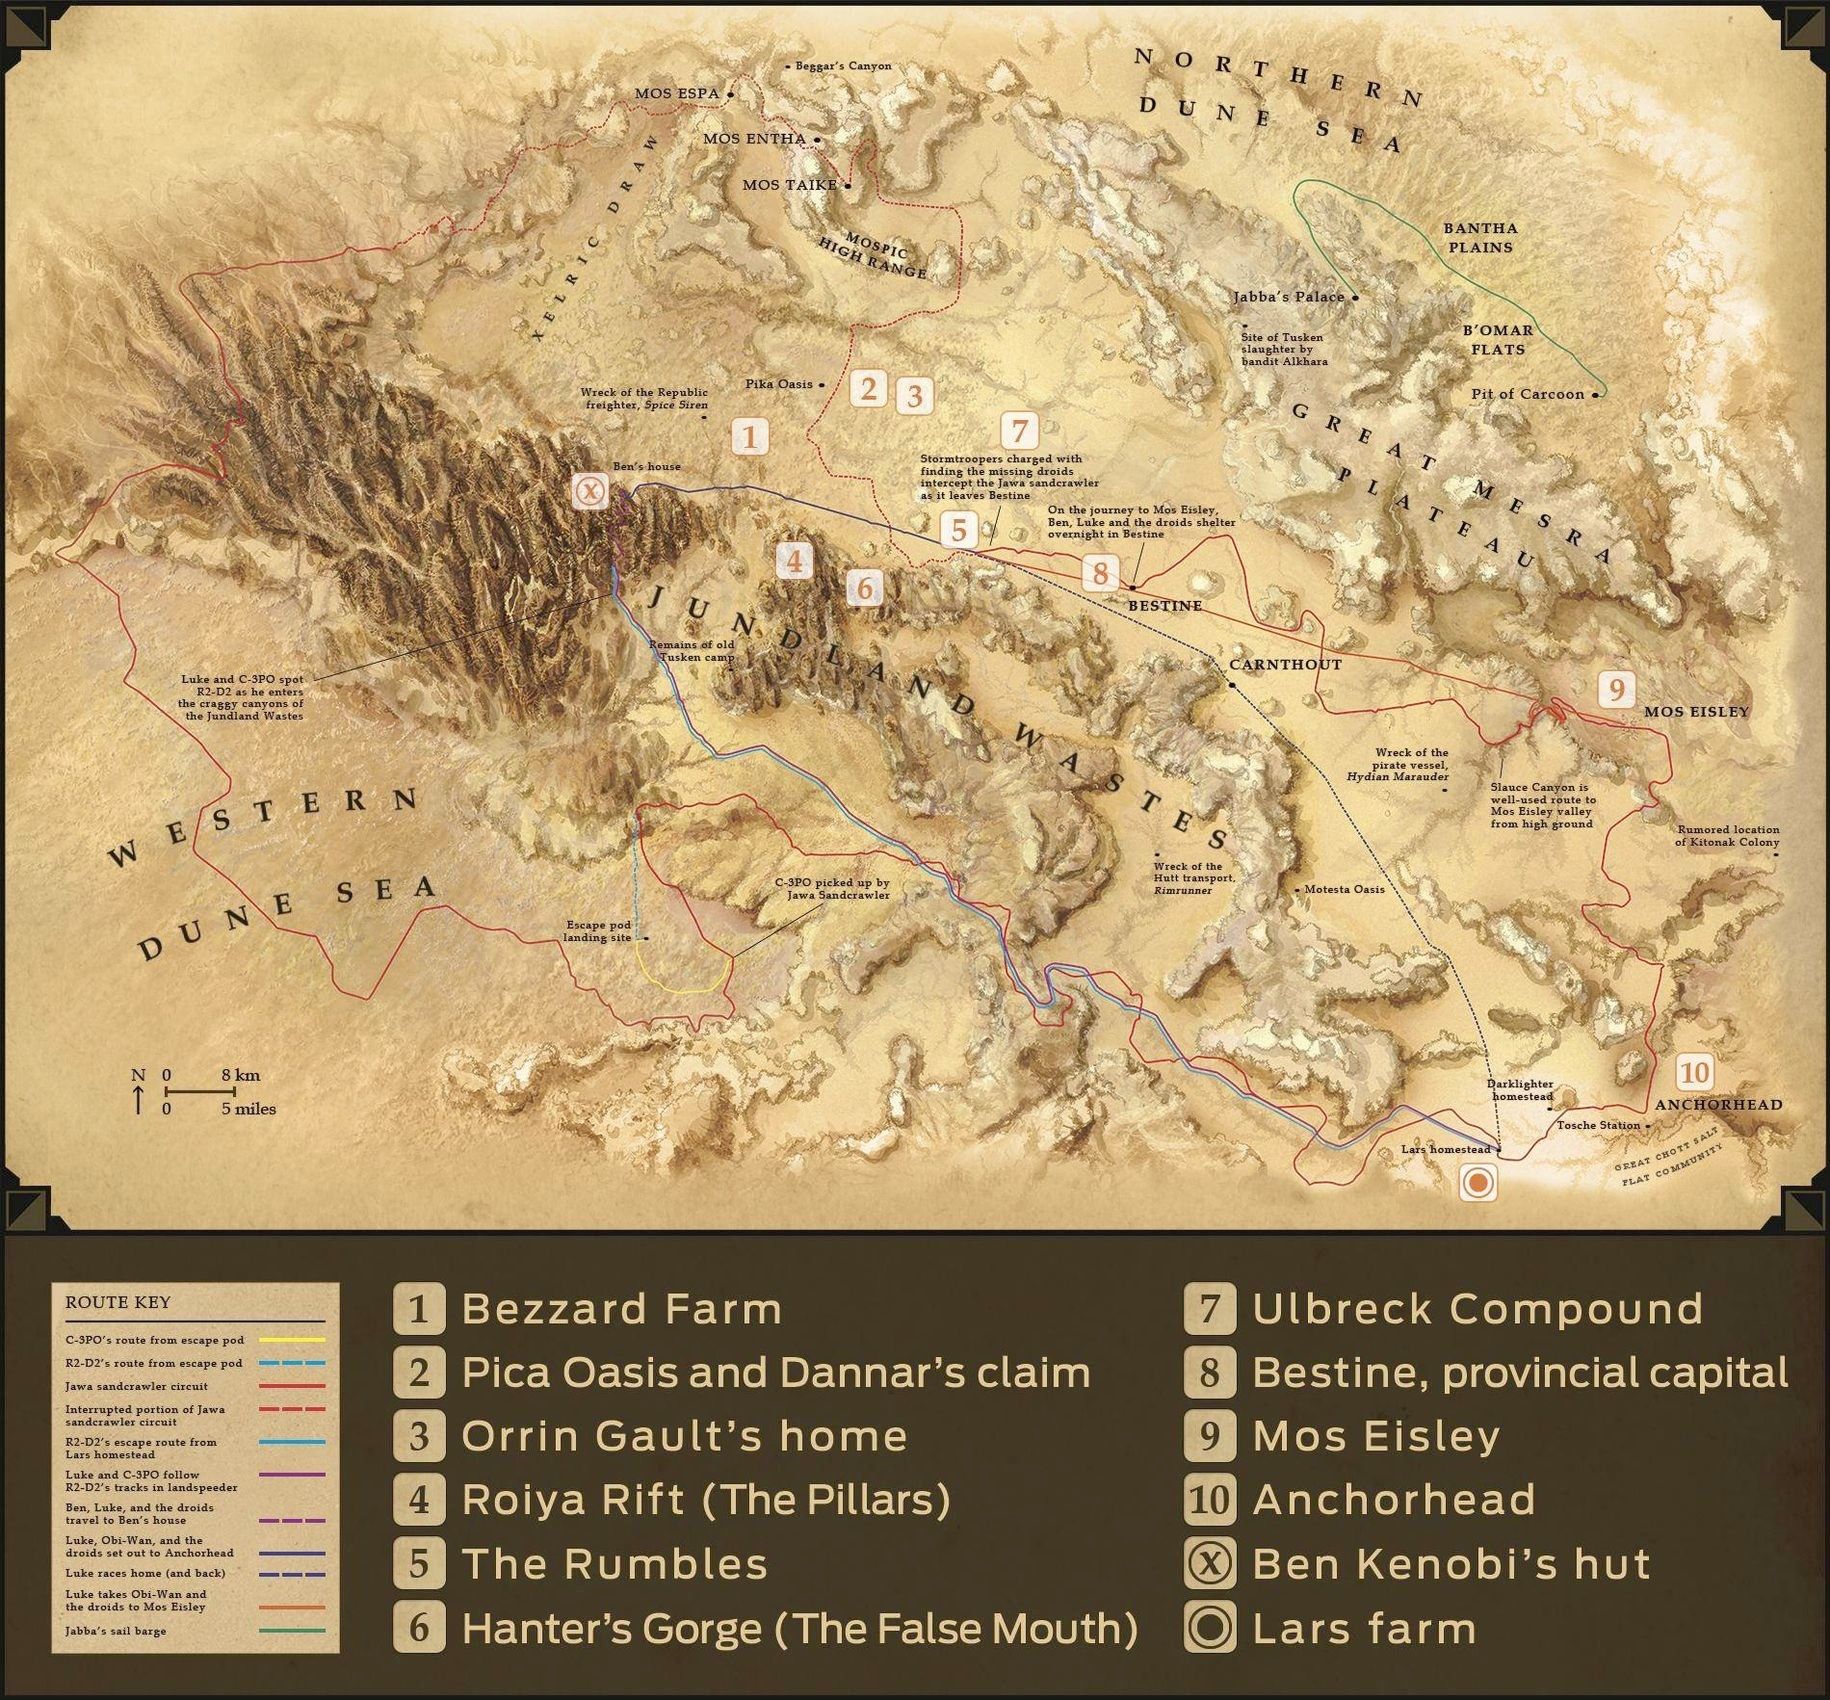 NORTHERN
DUNE SEA
Beggar's Canyon
MOS ESPA
MOS ENTHA
MOS TAIKE
XELRIC DRAW
MOSPIC
HIGH RANGE
BANTHA
PLAINS
Jabba's Palace
Site of Tusken
slaughter by
bandit Alkhara
B'OMAR
FLATS
Pit of Carcoon
GREAT MESRA
PLATEAU
Pika Oasis
2
3
Wreck of the Republic
freighter, Spice Siren
1
7
Ben's house
X
Stormtroopers charged with
finding the missing droids
intercept the Jawa sandcrawler
as it leaves Bestine
5
On the journey to Mos Eisley,
Ben, Luke and the droids shelter
overnight in Bestine
4
6
8
BESTINE
JUNDLAND WASTES
Remains of old
Tusken camp
CARNTHOUT
Luke and C-3PO spot
R2-D2 as he enters
the craggy canyons of
the Jundland Wastes
9
MOS EISLEY
Wreck of the
pirate vessel,
Hydian Marauder
Slauce Canyon is
well-used route to
Mos Eisley valley
from high ground
Rumored location
of Kitonak Colony
WESTERN
DUNE SEA
Wreck of the
Hutt transport,
Rimrunner
Motesta Oasis
C-3PO picked up by
Jawa Sandcrawler
Escape pod
landing site
N 0 8 km
0 5 miles
10
Darklighter
homestead
ANCHORHEAD
Tosche Station
Lars homestead
GREAT CHOTT SALT
FLAT COMMUNITY
ROUTE KEY
C-3PO's route from escape pod
R2-D2's route from escape pod
Jawa sandcrawler circuit
Interrupted portion of Jawa
sandcrawler circuit
R2-D2's escape route from
Lars homestead
Luke and C-3PO follow
R2-D2's tracks in landspeeder
Ben, Luke, and the droids
travel to Ben's house
Luke, Obi-Wan, and the
droids set out to Anchorhead
Luke races home (and back)
Luke takes Obi-Wan and
the droids to Mos Eisley
Jabba's sail barge
1 Bezzard Farm
2 Pica Oasis and Dannar's claim
3 Orrin Gault's home
4 Roiya Rift (The Pillars)
5 The Rumbles
6 Hanter's Gorge (The False Mouth)
7 Ulbreck Compound
8 Bestine, provincial capital
9 Mos Eisley
10 Anchorhead
X Ben Kenobi's hut
Lars farm